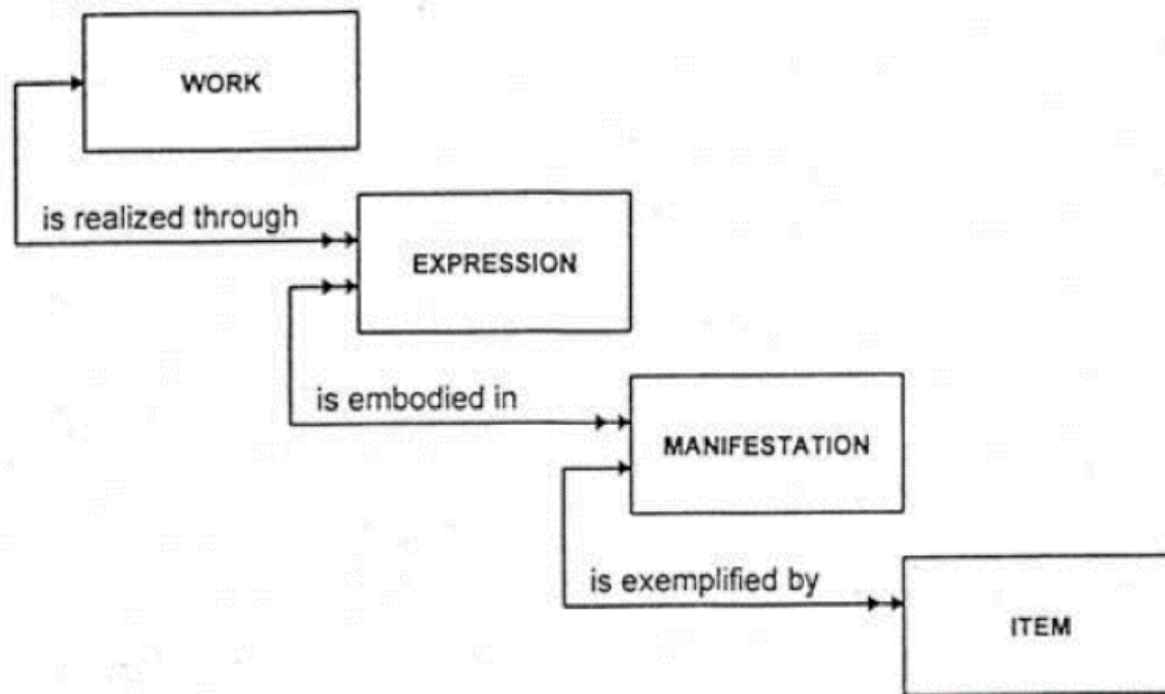 WORK
is realized through
EXPRESSION
is embodied in
MANIFESTATION
is exemplified by
ITEM